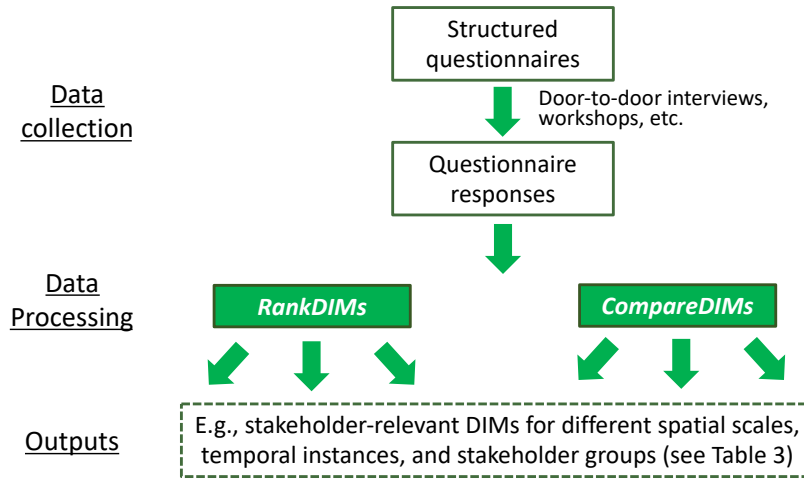 Structured
questionnaires
Data
collection
Door-to-door interviews,
workshops, etc.
Questionnaire
responses
Data
Processing
RankDIMs
CompareDIMs
Outputs
E.g., stakeholder-relevant DIMs for different spatial scales,
temporal instances, and stakeholder groups (see Table 3)